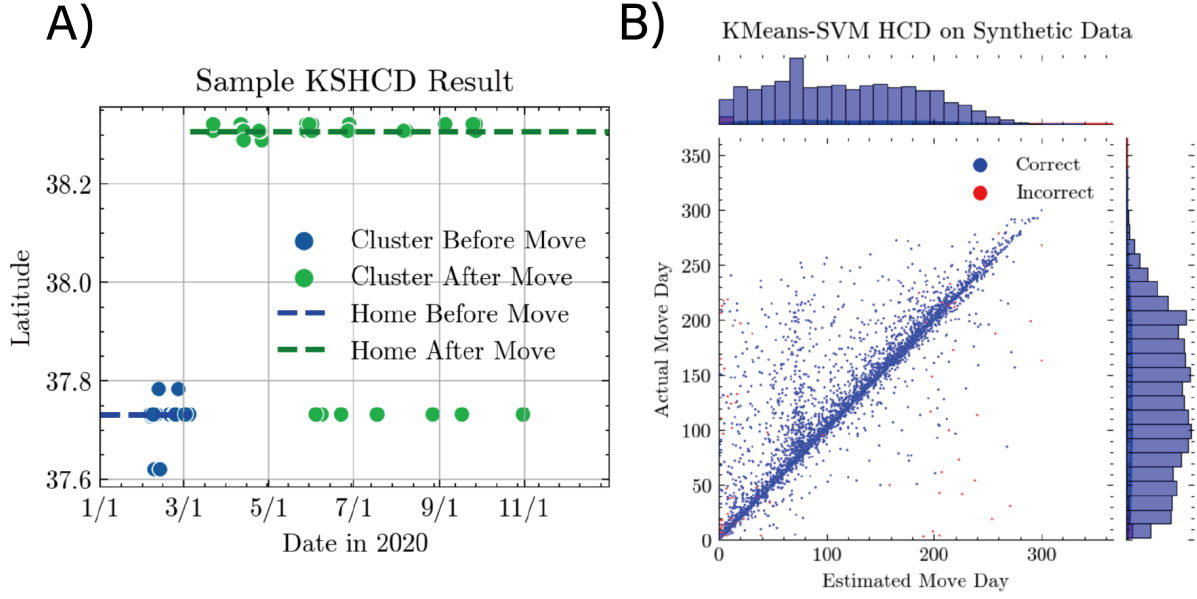 A)
Sample KSHCD Result
Latitude
38.2
38.0
37.8
37.6
Cluster Before Move
Cluster After Move
Home Before Move
Home After Move
1/1 3/1 5/1 7/1 9/1 11/1
Date in 2020
B)
KMeans-SVM HCD on Synthetic Data
Actual Move Day
350
300
250
200
150
100
50
0
Correct
Incorrect
0 100 200 300
Estimated Move Day